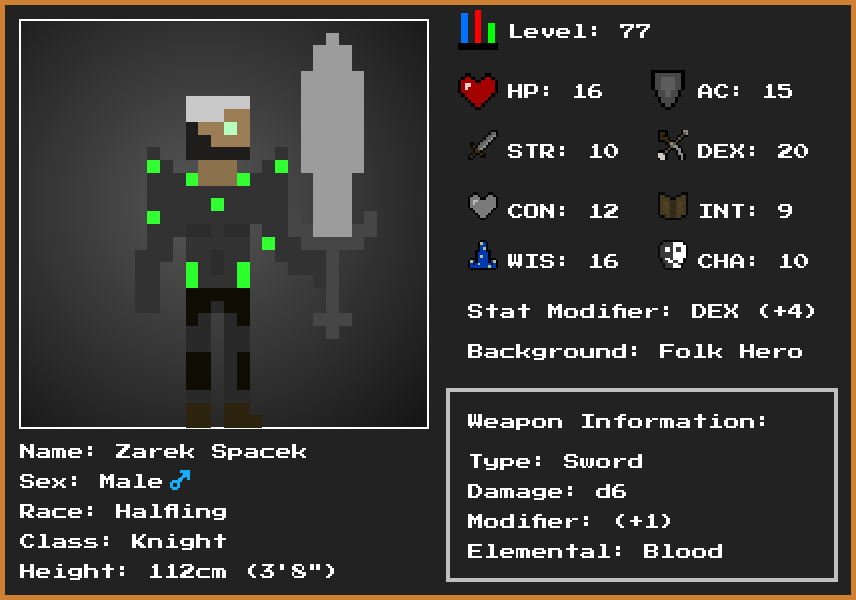 Level: 77
HP: 16
AC: 15
STR: 10
DEX: 20
CON: 12
INT: 9
WIS: 16
CHA: 10
Stat Modifier: DEX (+4)
Background: Folk Hero
Weapon Information:
Type: Sword
Damage: d6
Modifier: (+1)
Elemental: Blood
Name: Zarek Spacek
Sex: Male ♂
Race: Halfling
Class: Knight
Height: 112cm (3'8")